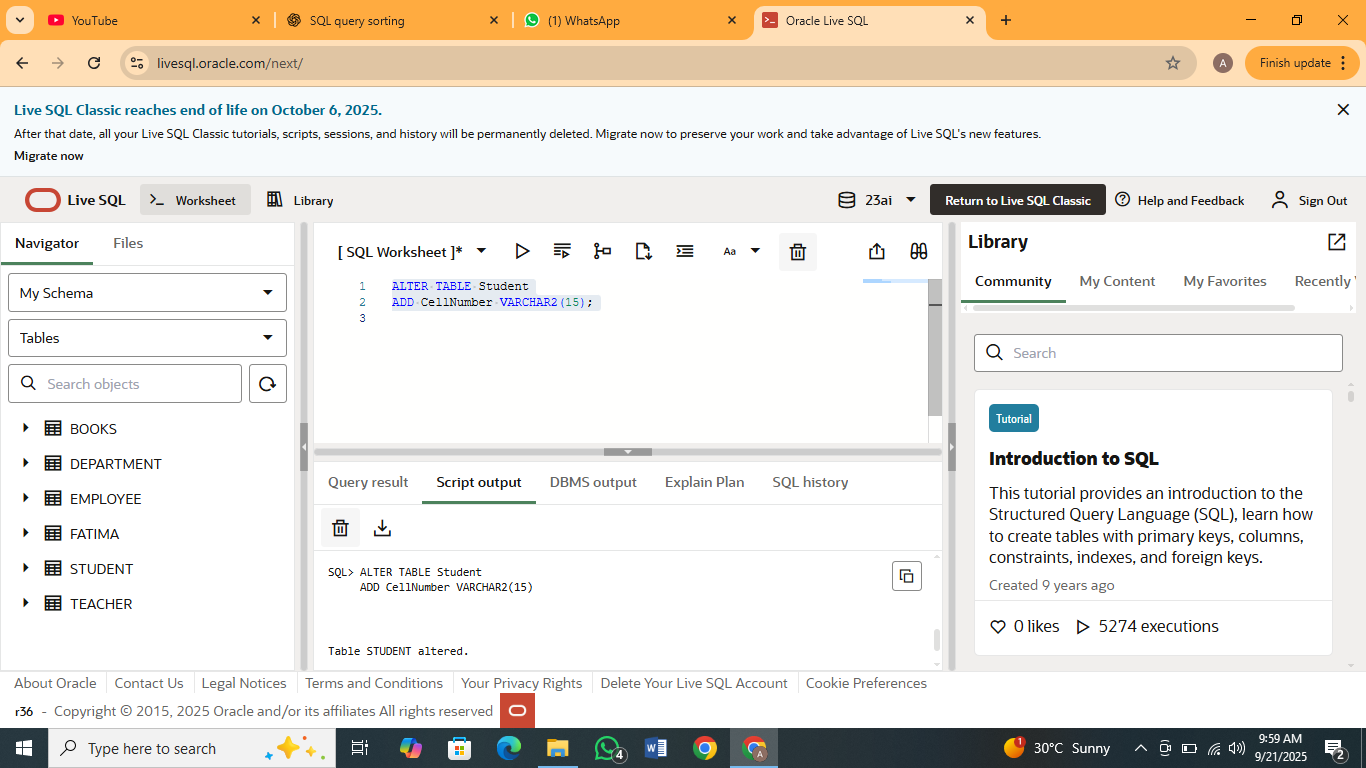 YouTube
SQL query sorting
(1) WhatsApp
Oracle Live SQL
livesql.oracle.com/next/
A
Finish update
Live SQL Classic reaches end of life on October 6, 2025.
After that date, all your Live SQL Classic tutorials, scripts, sessions, and history will be permanently deleted. Migrate now to preserve your work and take advantage of Live SQL's new features.
Migrate now
Live SQL
Worksheet
Library
23ai
Return to Live SQL Classic
Help and Feedback
Sign Out
Navigator
Files
My Schema
Tables
Search objects
BOOKS
DEPARTMENT
EMPLOYEE
FATIMA
STUDENT
TEACHER
[ SQL Worksheet ]*
Aa
1 ALTER TABLE Student
2 ADD CellNumber VARCHAR2(15);
3
Query result
Script output
DBMS output
Explain Plan
SQL history
SQL> ALTER TABLE Student
ADD CellNumber VARCHAR2(15)
Table STUDENT altered.
Library
Community
My Content
My Favorites
Recently
Search
Tutorial
Introduction to SQL
This tutorial provides an introduction to the
Structured Query Language (SQL), learn how
to create tables with primary keys, columns,
constraints, indexes, and foreign keys.
Created 9 years ago
0 likes
5274 executions
About Oracle
Contact Us
Legal Notices
Terms and Conditions
Your Privacy Rights
Delete Your Live SQL Account
Cookie Preferences
r36 - Copyright © 2015, 2025 Oracle and/or its affiliates All rights reserved
Type here to search
4
A
1
30°C Sunny
9:59 AM
9/21/2025
2